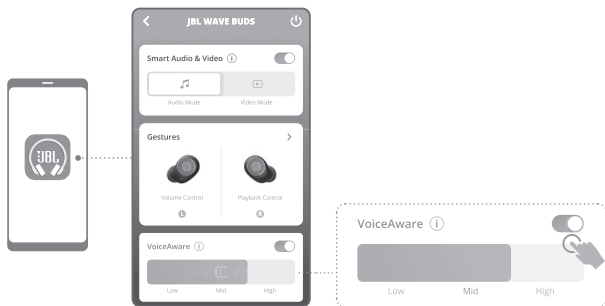 JBL WAVE BUDS
Smart Audio & Video i
Audio Mode Video Mode
JBL
Gestures
Volume Control Playback Control
L R
VoiceAware i
Low Mid High
VoiceAware i
Low Mid High